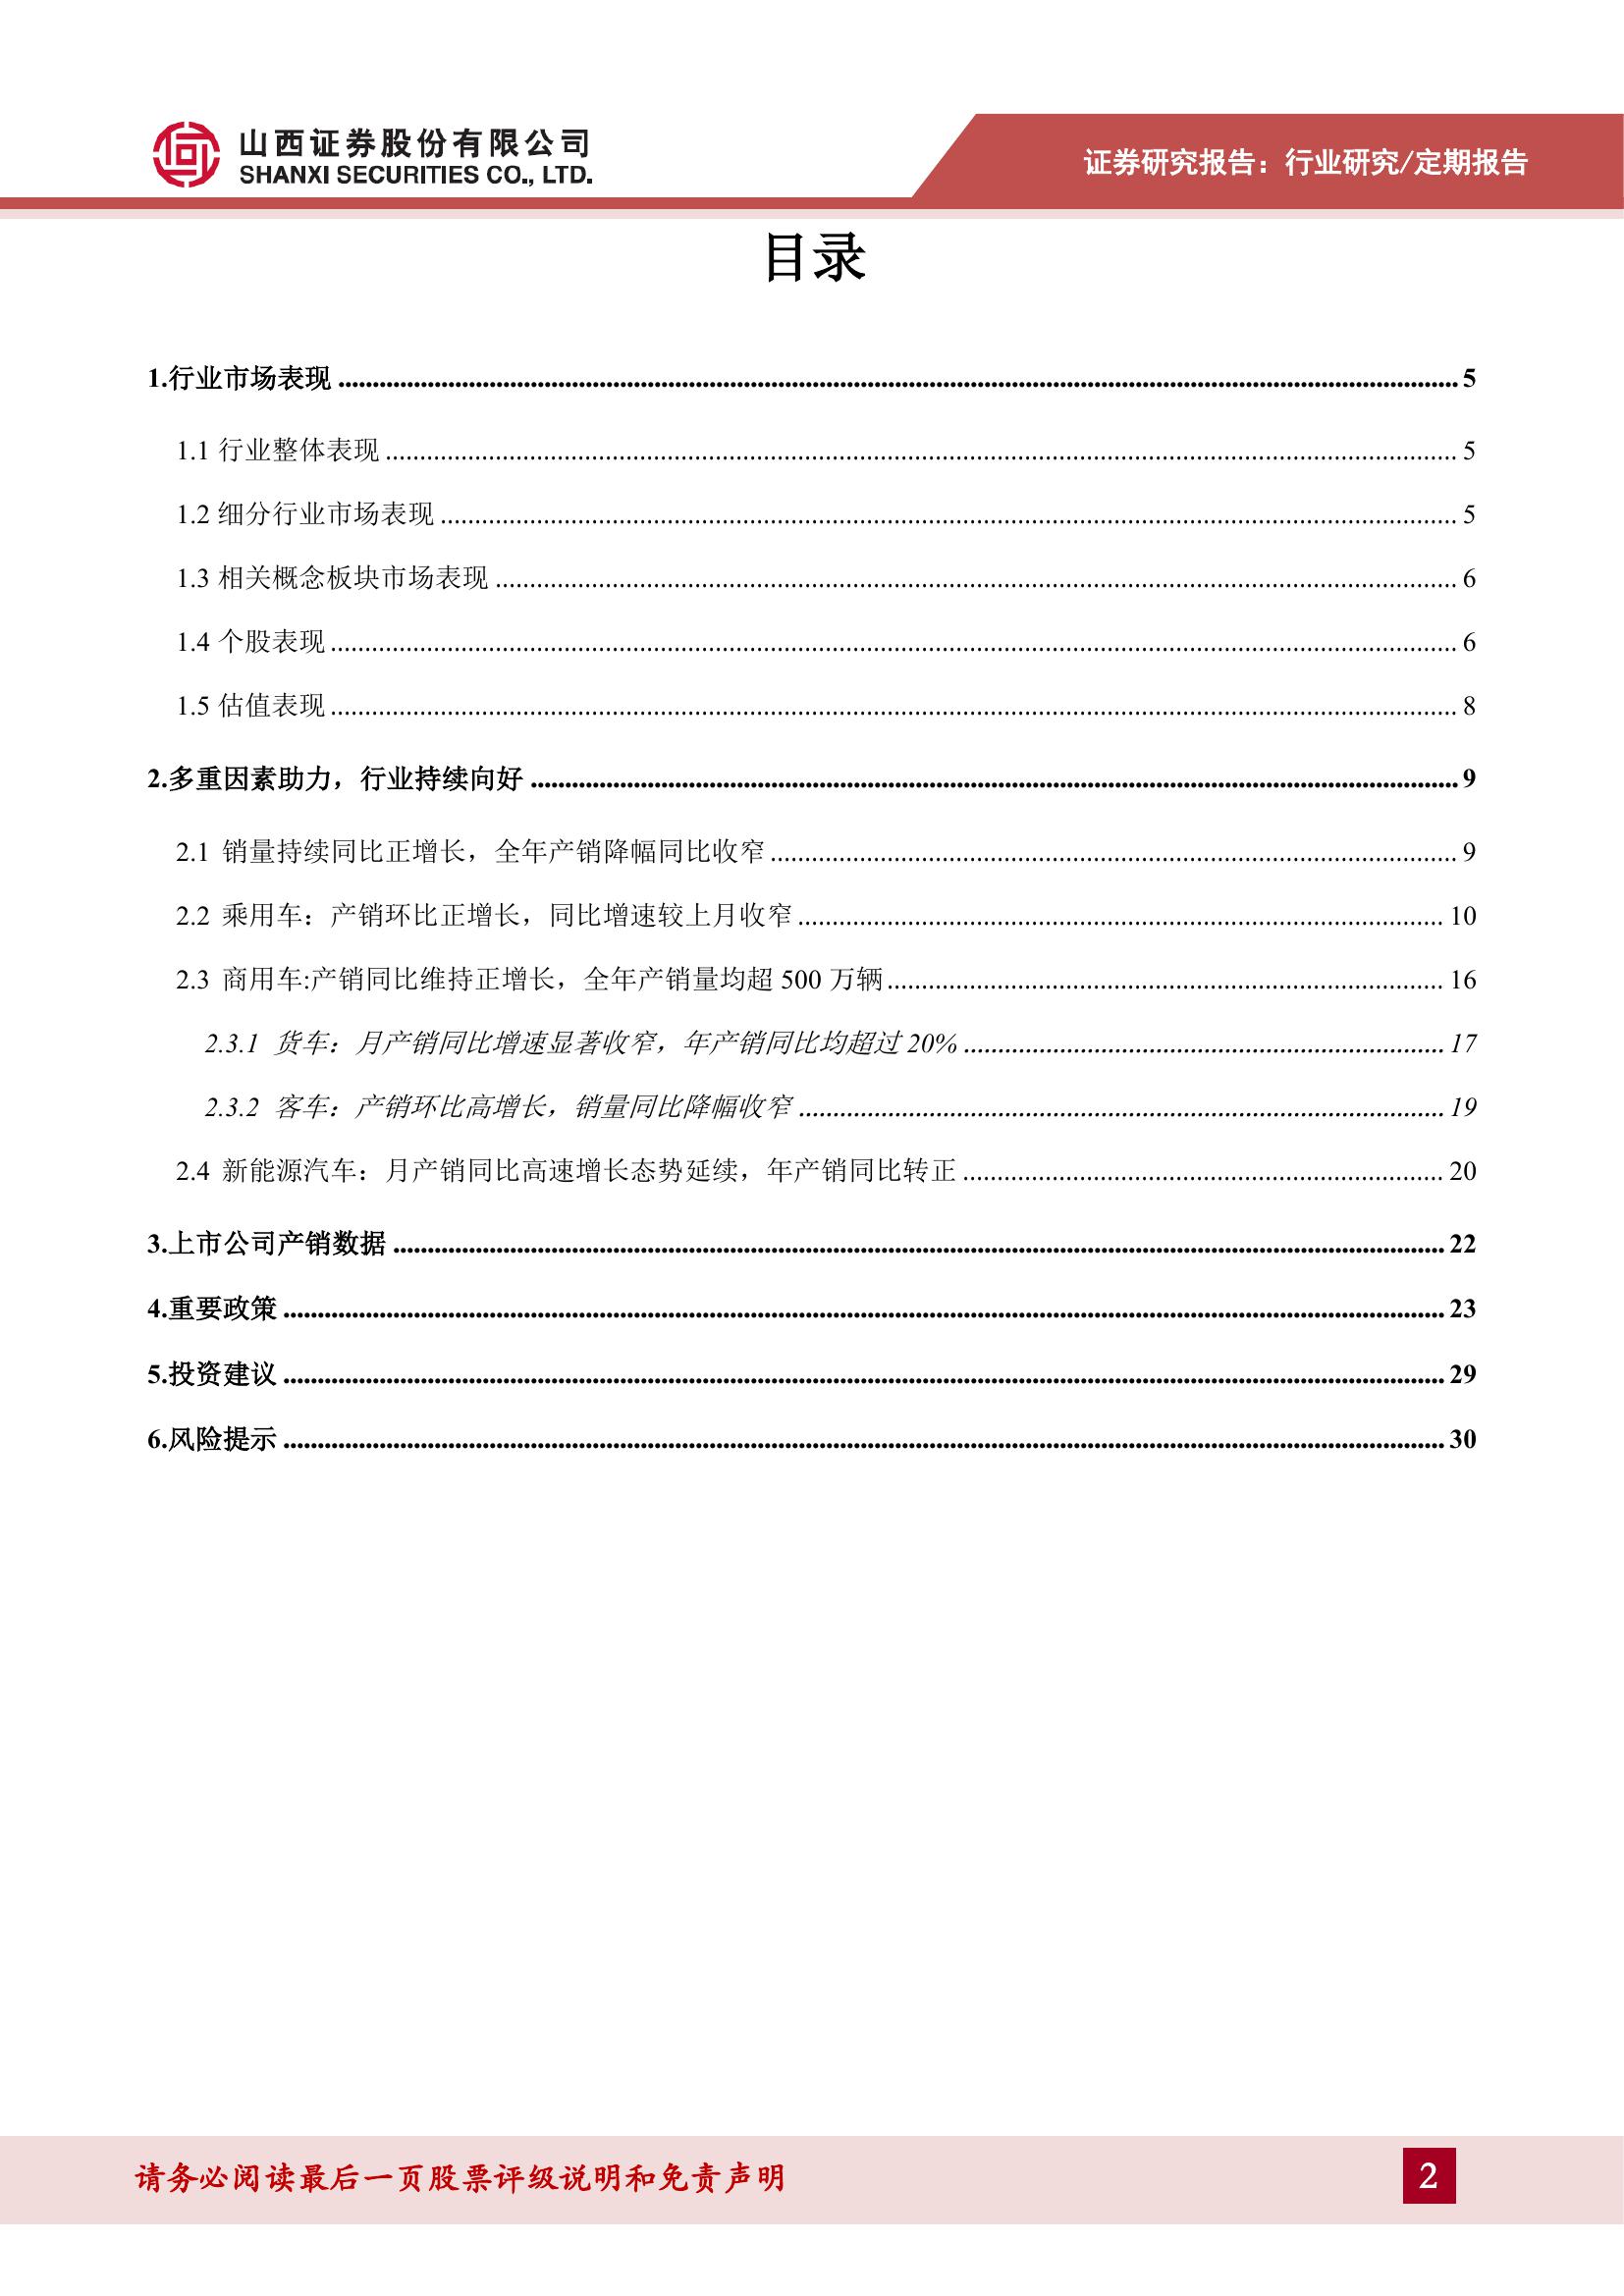 山西证券股份有限公司
SHANXI SECURITIES CO., LTD.
证券研究报告：行业研究/定期报告
目录
1.行业市场表现 5
1.1 行业整体表现 5
1.2 细分行业市场表现 5
1.3 相关概念板块市场表现 6
1.4 个股表现 6
1.5 估值表现 8
2.多重因素助力，行业持续向好 9
2.1 销量持续同比正增长，全年产销降幅同比收窄 9
2.2 乘用车：产销环比正增长，同比增速较上月收窄 10
2.3 商用车:产销同比维持正增长，全年产销量均超 500 万辆 16
2.3.1 货车：月产销同比增速显著收窄，年产销同比均超过 20% 17
2.3.2 客车：产销环比高增长，销量同比降幅收窄 19
2.4 新能源汽车：月产销同比高速增长态势延续，年产销同比转正 20
3.上市公司产销数据 22
4.重要政策 23
5.投资建议 29
6.风险提示 30
请务必阅读最后一页股票评级说明和免责声明
2